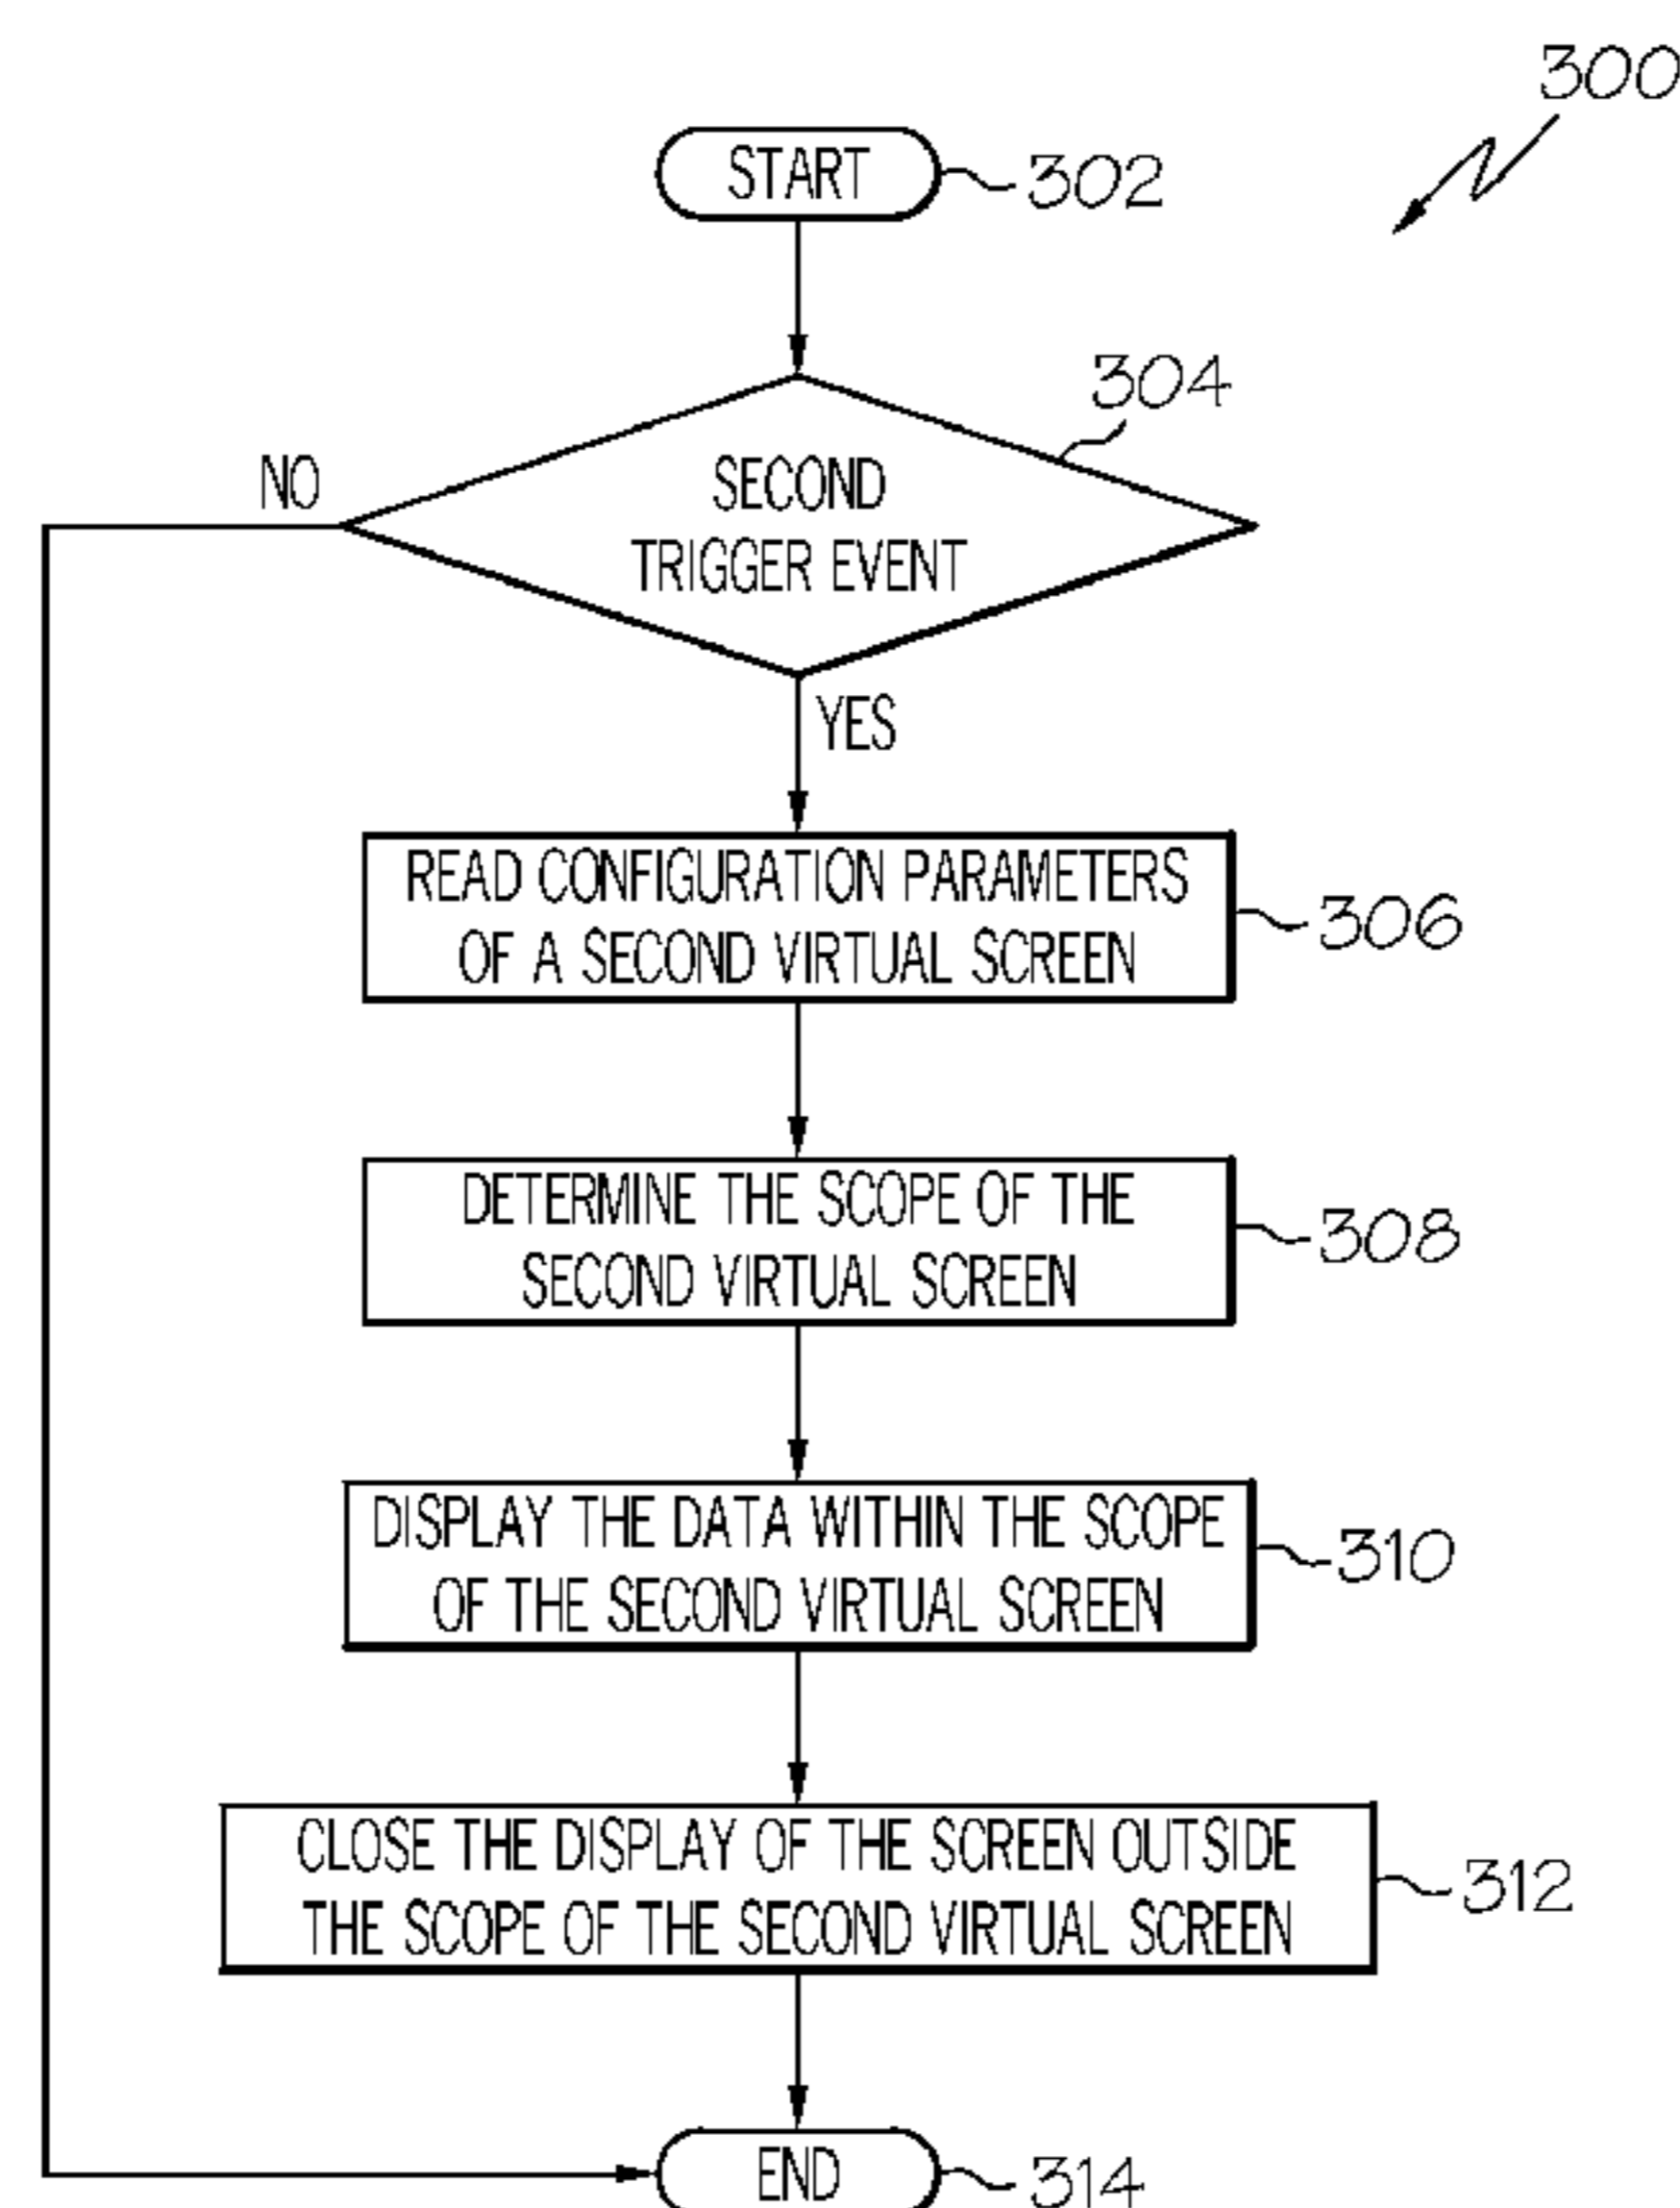 300
START
302
304
NO
SECOND
TRIGGER EVENT
YES
READ CONFIGURATION PARAMETERS
OF A SECOND VIRTUAL SCREEN
306
DETERMINE THE SCOPE OF THE
SECOND VIRTUAL SCREEN
308
DISPLAY THE DATA WITHIN THE SCOPE
OF THE SECOND VIRTUAL SCREEN
310
CLOSE THE DISPLAY OF THE SCREEN OUTSIDE
THE SCOPE OF THE SECOND VIRTUAL SCREEN
312
END
314